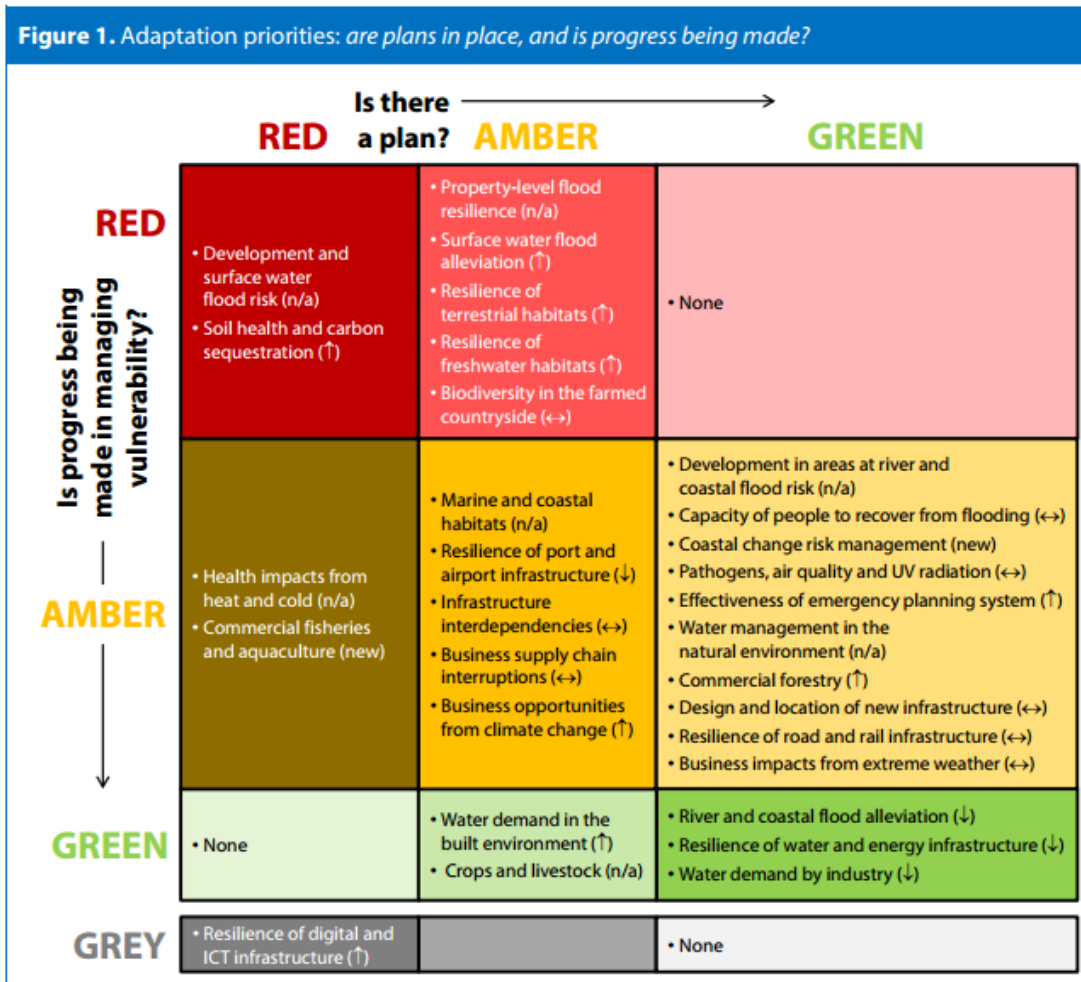 Figure 1. Adaptation priorities: are plans in place, and is progress being made?
Is there
a plan?
RED
AMBER
GREEN
Is progress being
made in managing
vulnerability?
RED
• Development and
surface water
flood risk (n/a)
• Soil health and carbon
sequestration (↑)
• Property-level flood
resilience (n/a)
• Surface water flood
alleviation (↑)
• Resilience of
terrestrial habitats (↑)
• Resilience of
freshwater habitats (↑)
• Biodiversity in the farmed
countryside (↔)
• None
AMBER
• Health impacts from
heat and cold (n/a)
• Commercial fisheries
and aquaculture (new)
• Marine and coastal
habitats (n/a)
• Resilience of port and
airport infrastructure (↓)
• Infrastructure
interdependencies (↔)
• Business supply chain
interruptions (↔)
• Business opportunities
from climate change (↑)
• Development in areas at river and
coastal flood risk (n/a)
• Capacity of people to recover from flooding (↔)
• Coastal change risk management (new)
• Pathogens, air quality and UV radiation (↔)
• Effectiveness of emergency planning system (↑)
• Water management in the
natural environment (n/a)
• Commercial forestry (↑)
• Design and location of new infrastructure (↔)
• Resilience of road and rail infrastructure (↔)
• Business impacts from extreme weather (↔)
GREEN
• None
• Water demand in the
built environment (↑)
• Crops and livestock (n/a)
• River and coastal flood alleviation (↓)
• Resilience of water and energy infrastructure (↓)
• Water demand by industry (↓)
GREY
• Resilience of digital and
ICT infrastructure (↑)
• None